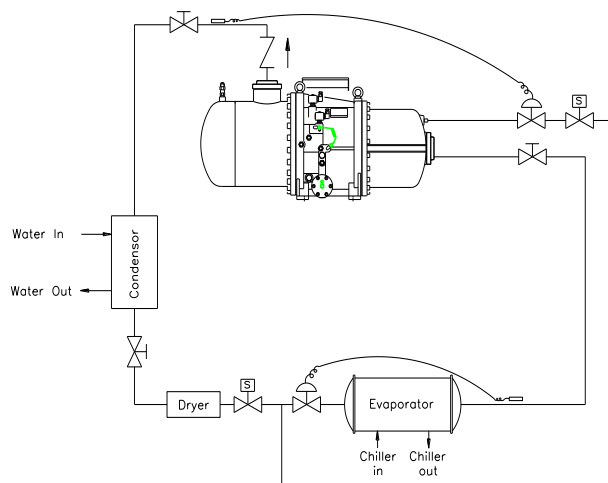 S
Water In
Water Out
Condensor
S
Dryer
Evaporator
Chiller
in
Chiller
out